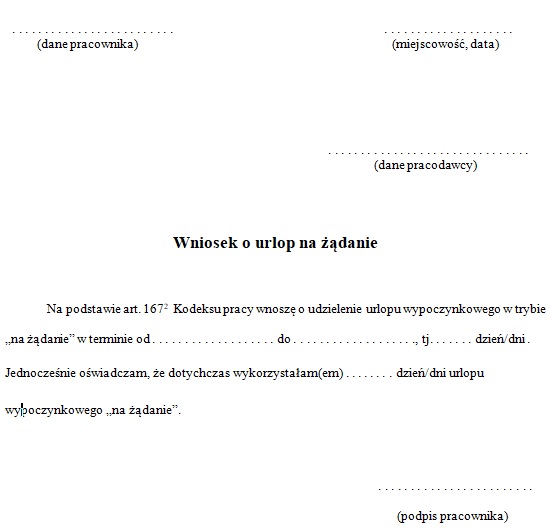 . . . . . . . . . . . . . . . . . . . . . . . . . . . . . . . . . . . . . . . . . . . . .
(dane pracownika) (miejscowość, data)
. . . . . . . . . . . . . . . . . . . . . . . . . . . . . . .
(dane pracodawcy)
Wniosek o urlop na żądanie
Na podstawie art. 167² Kodeksu pracy wnoszę o udzielenie urlopu wypoczynkowego w trybie
„na żądanie” w terminie od . . . . . . . . . . . . . . . . . . . do . . . . . . . . . . . . . . . . . . ., tj. . . . . . . dzień/dni .
Jednocześnie oświadczam, że dotychczas wykorzystałam(em) . . . . . . . . dzień/dni urlopu
wypoczynkowego „na żądanie”.
. . . . . . . . . . . . . . . . . . . . . . . .
(podpis pracownika)